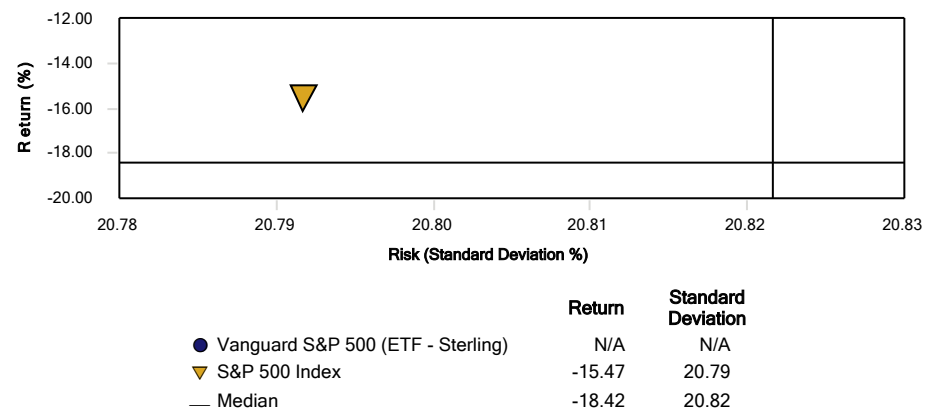 -12.00
-14.00
-16.00
-18.00
-20.00
Return (%)
20.78 20.79 20.80 20.81 20.82 20.83
Risk (Standard Deviation %)
Return Standard Deviation
Vanguard S&P 500 (ETF - Sterling) N/A N/A
S&P 500 Index -15.47 20.79
Median -18.42 20.82